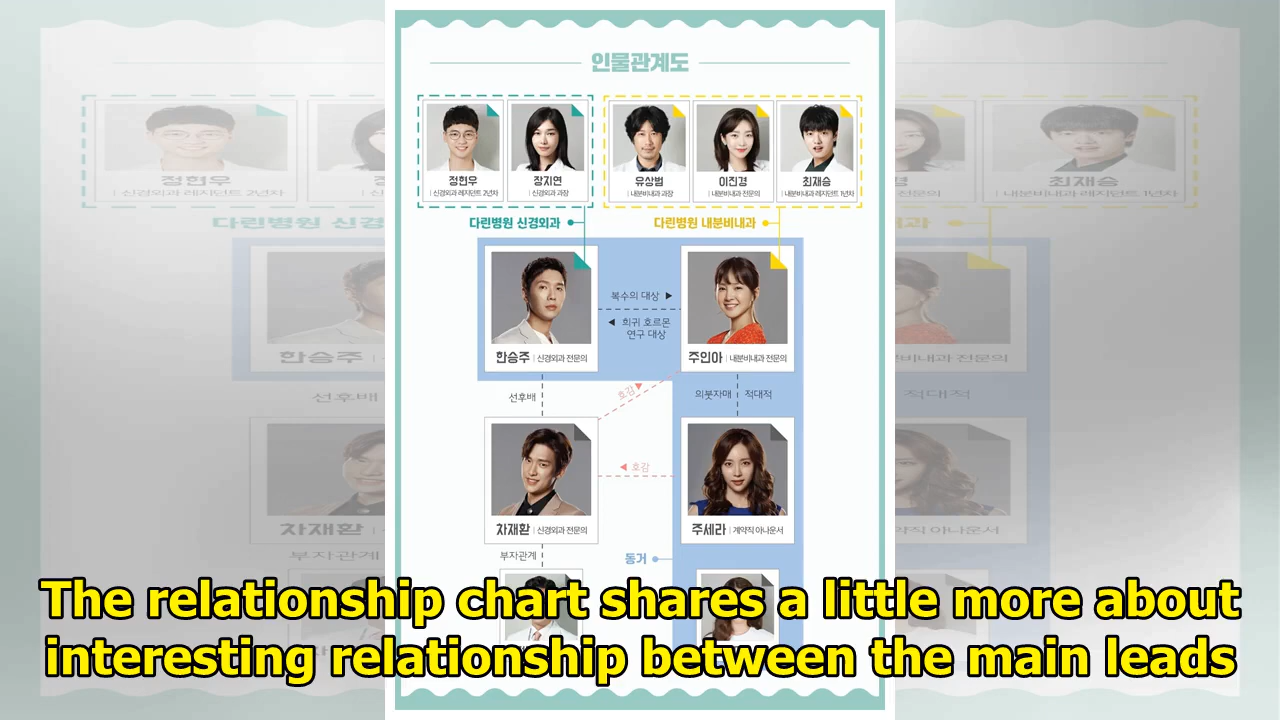 인물관계도
정현우 | 신경외과 레지던트 2년차
장지연 | 신경외과 과장
유상범 | 내분비내과 과장
이진경 | 내분비내과 전문의
최재승 | 내분비내과 레지던트 1년차
다린병원 신경외과
다린병원 내분비내과
복수의 대상 ▶
◀ 희귀 호르몬
연구 대상
한승주 | 신경외과 전문의
주인아 | 내분비내과 전문의
선후배
호감▶
의붓자매 | 적대적
◀ 호감
차재환 | 신경외과 전문의
주세라 | 계약직 아나운서
부자관계
동거
The relationship chart shares a little more about
interesting relationship between the main leads